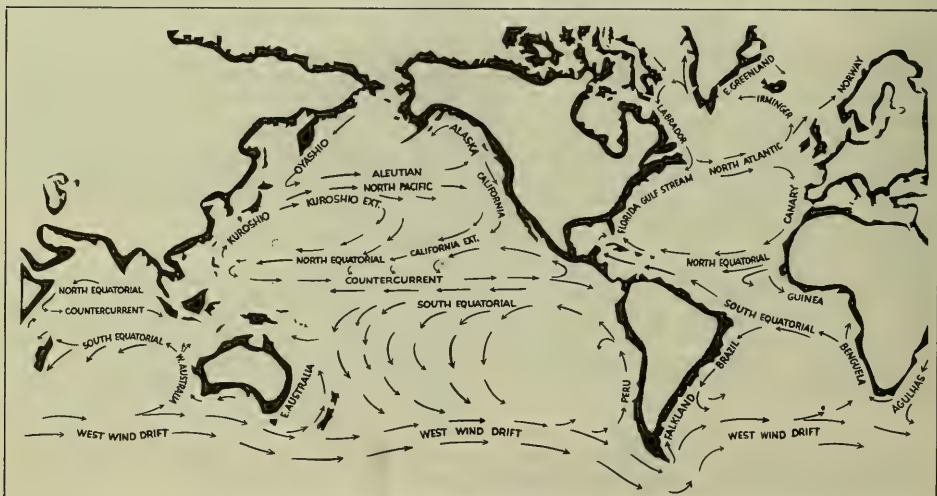 E. GREENLAND
NORWAY
IRMINGER
LABRADOR
ALASKA
OYASHIO
NORTH ATLANTIC
ALEUTIAN
NORTH PACIFIC
CALIFORNIA
KUROSHIO EXT.
KUROSHIO
FLORIDA GULF STREAM
CANARY
CALIFORNIA EXT.
NORTH EQUATORIAL
NORTH EQUATORIAL
COUNTERCURRENT
NORTH EQUATORIAL
GUINEA
COUNTERCURRENT
SOUTH EQUATORIAL
SOUTH EQUATORIAL
SOUTH EQUATORIAL
W. AUSTRALIA
E. AUSTRALIA
PERU
BRAZIL
BENGUELA
AGULHAS
FALKLAND
WEST WIND DRIFT
WEST WIND DRIFT
WEST WIND DRIFT